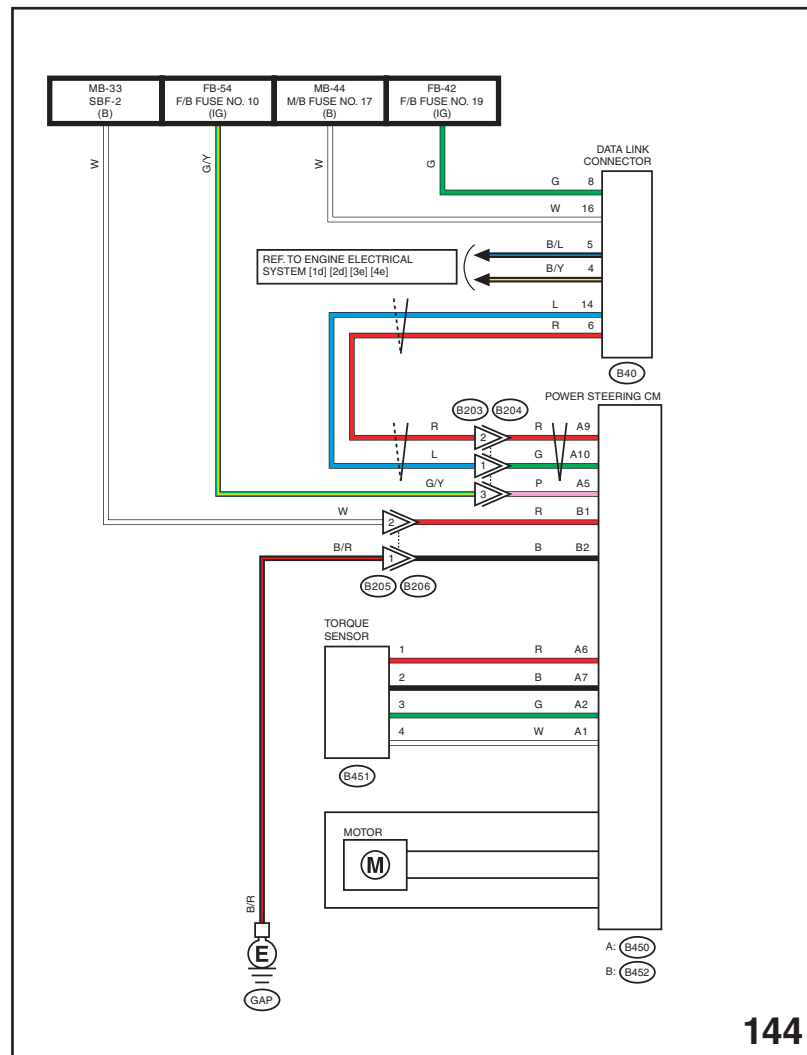 MB-33
SBF-2
(B)
FB-54
F/B FUSE NO. 10
(IG)
MB-44
M/B FUSE NO. 17
(B)
FB-42
F/B FUSE NO. 19
(IG)
W
G/Y
W
G
DATA LINK
CONNECTOR
G 8
W 16
B/L 5
B/Y 4
REF. TO ENGINE ELECTRICAL
SYSTEM [1d] [2d] [3e] [4e]
L 14
R 6
B40
POWER STEERING CM
B203 B204
R 2 R A9
L 1 G A10
G/Y 3 P A5
W 2 R B1
B/R 1 B B2
B205 B206
TORQUE
SENSOR
1 R A6
2 B A7
3 G A2
4 W A1
B451
MOTOR
M
B/R
E
GAP
A: B450
B: B452
144